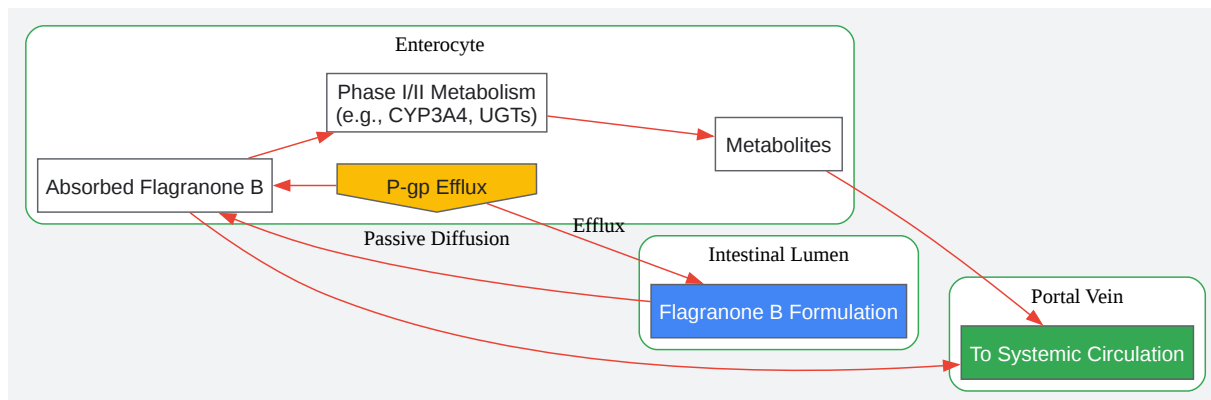 Enterocyte
Phase I/II Metabolism
(e.g., CYP3A4, UGTs)
Metabolites
Absorbed Flagranone B
P-gp Efflux
Efflux
Passive Diffusion
Intestinal Lumen
Flagranone B Formulation
Portal Vein
To Systemic Circulation